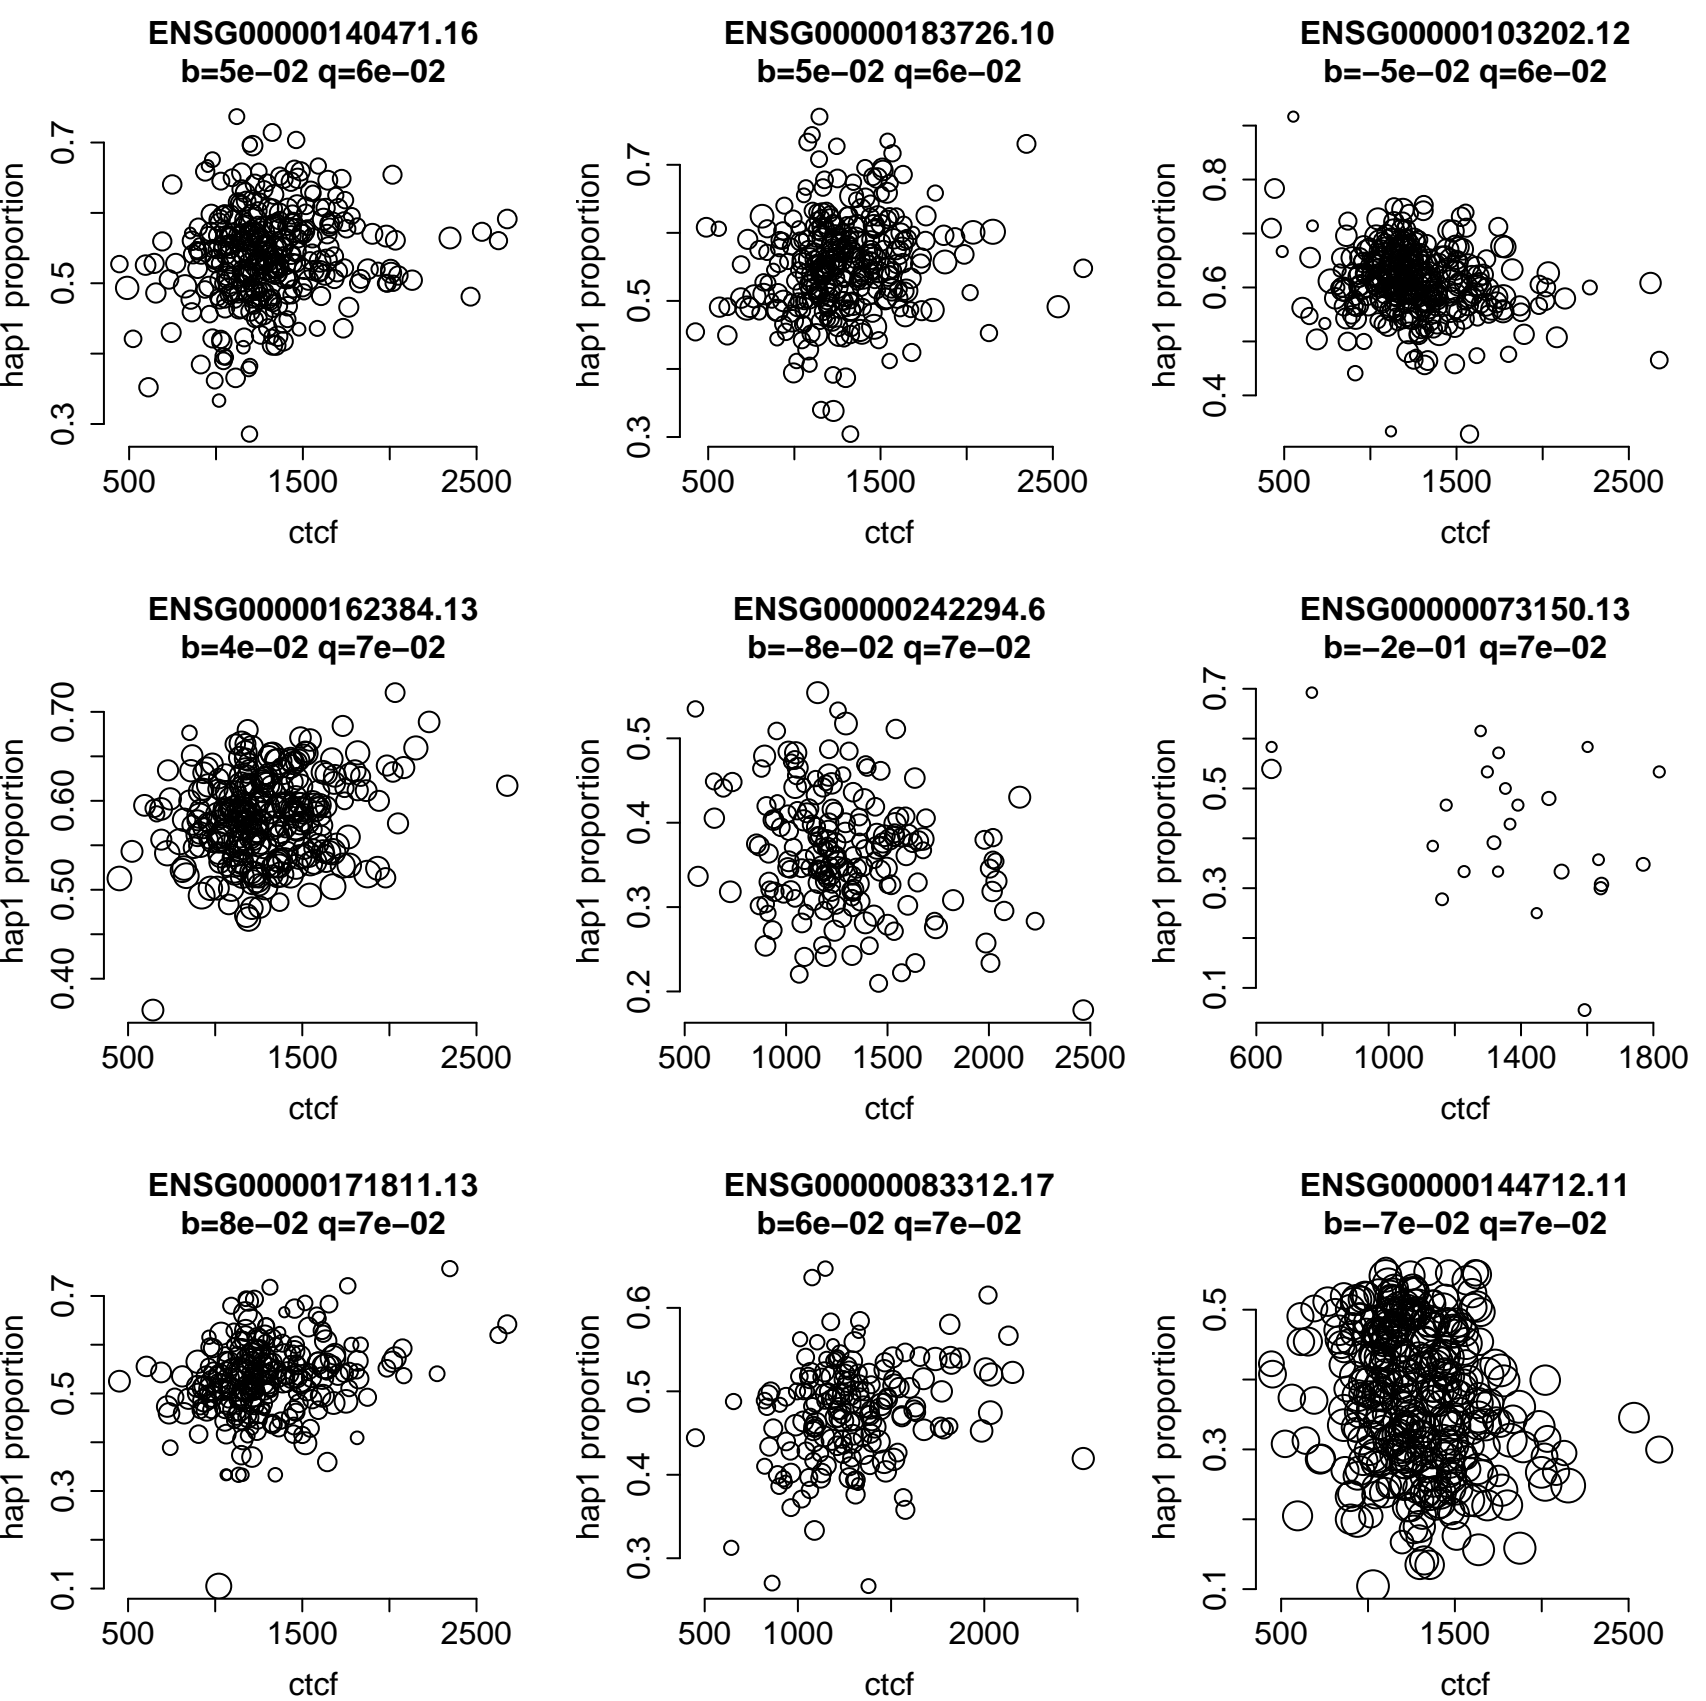 ENSG00000140471.16
b=5e−02 q=6e−02
hap1 proportion
0.3 0.5 0.7
500 1500 2500
ctcf
ENSG00000183726.10
b=5e−02 q=6e−02
hap1 proportion
0.3 0.5 0.7
500 1500 2500
ctcf
ENSG00000103202.12
b=−5e−02 q=6e−02
hap1 proportion
0.4 0.6 0.8
500 1500 2500
ctcf
ENSG00000162384.13
b=4e−02 q=7e−02
hap1 proportion
0.40 0.50 0.60 0.70
500 1500 2500
ctcf
ENSG00000242294.6
b=−8e−02 q=7e−02
hap1 proportion
0.2 0.3 0.4 0.5
500 1000 1500 2000 2500
ctcf
ENSG00000073150.13
b=−2e−01 q=7e−02
hap1 proportion
0.1 0.3 0.5 0.7
600 1000 1400 1800
ctcf
ENSG00000171811.13
b=8e−02 q=7e−02
hap1 proportion
0.1 0.3 0.5 0.7
500 1500 2500
ctcf
ENSG00000083312.17
b=6e−02 q=7e−02
hap1 proportion
0.3 0.4 0.5 0.6
500 1000 2000
ctcf
ENSG00000144712.11
b=−7e−02 q=7e−02
hap1 proportion
0.1 0.3 0.5
500 1500 2500
ctcf